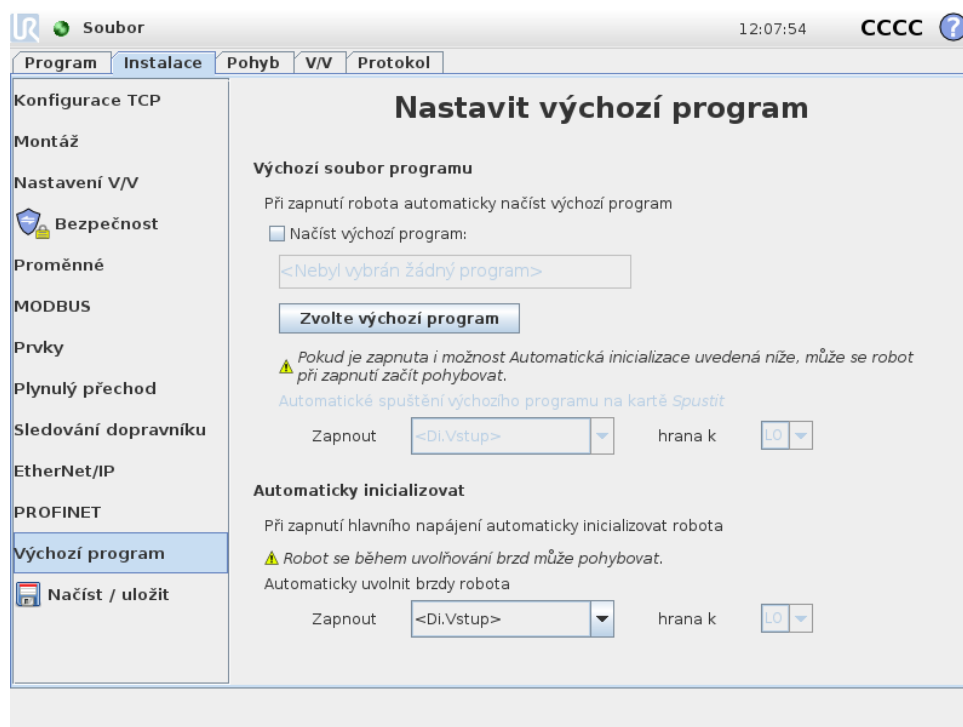 UR Soubor 12:07:54 CCCC ?
Program Instalace Pohyb V/V Protokol
Konfigurace TCP
Montáž
Nastavení V/V
Bezpečnost
Proměnné
MODBUS
Prvky
Plynulý přechod
Sledování dopravníku
EtherNet/IP
PROFINET
Výchozí program
Načíst / uložit
Nastavit výchozí program
Výchozí soubor programu
Při zapnutí robota automaticky načíst výchozí program
Načíst výchozí program:
<Nebyl vybrán žádný program>
Zvolte výchozí program
Pokud je zapnuta i možnost Automatická inicializace uvedená níže, může se robot
při zapnutí začít pohybovat.
Automatické spuštění výchozího programu na kartě Spustit
Zapnout <Di.Vstup> hrana k LO
Automaticky inicializovat
Při zapnutí hlavního napájení automaticky inicializovat robota
Robot se během uvolňování brzd může pohybovat.
Automaticky uvolnit brzdy robota
Zapnout <Di.Vstup> hrana k LO